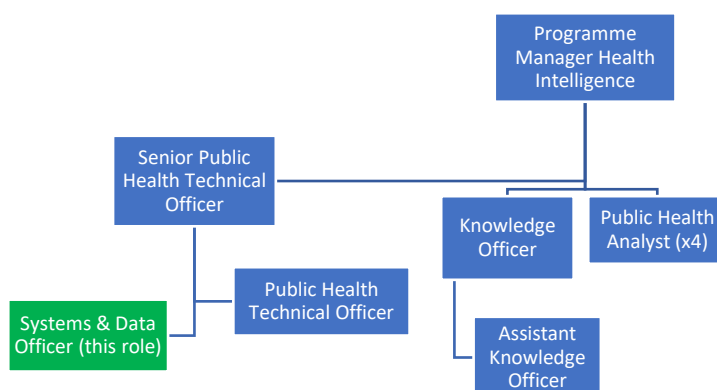 Programme
Manager Health
Intelligence
Senior Public
Health Technical
Officer
Knowledge
Officer
Public Health
Analyst (x4)
Public Health
Technical Officer
Systems & Data
Officer (this role)
Assistant
Knowledge
Officer